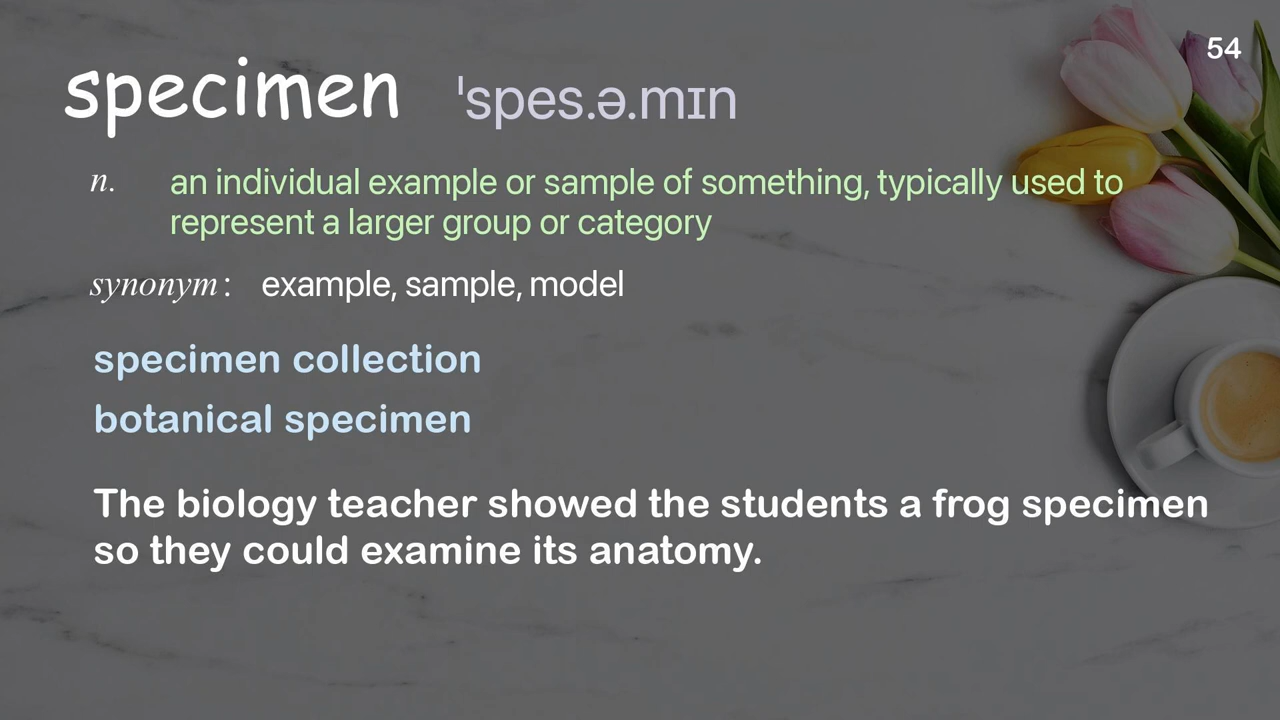 54
specimen ˈspes.ə.mɪn
n. an individual example or sample of something, typically used to
represent a larger group or category
synonym: example, sample, model
specimen collection
botanical specimen
The biology teacher showed the students a frog specimen
so they could examine its anatomy.